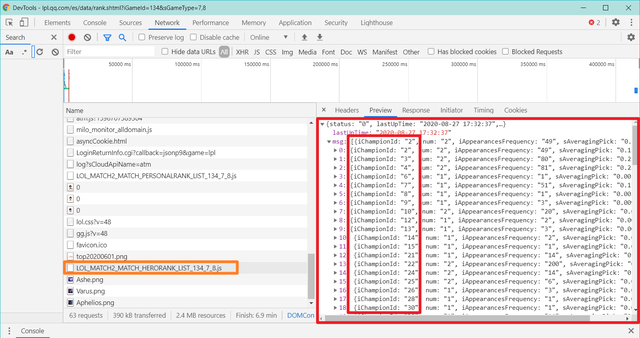 DevTools - lpl.qq.com/es/data/rank.shtml?iGameId=134&sGameType=7,8
Elements Console Sources Network Performance Memory Application Security Lighthouse 2
Search Preserve log Disable cache Online
Aa .* Filter Hide data URLs All XHR JS CSS Img Media Font Doc WS Manifest Other Has blocked cookies Blocked Requests
50000 ms 100000 ms 150000 ms 200000 ms 250000 ms 300000 ms 350000 ms 400000 ms
Name Headers Preview Response Initiator Timing Cookies
milo_monitor_alldomain.js
asyncCookie.html
LoginReturnInfo.cgi?callback=jsonp9&game=lpl
log?sCloudApiName=atm
LOL_MATCH2_MATCH_PERSONALRANK_LIST_134_7_8.js
0
0
lol.css?v=48
gg.js?v=48
favicon.ico
top20200601.png
LOL_MATCH2_MATCH_HERORANK_LIST_134_7_8.js
Ashe.png
Varus.png
Aphelios.png
{status: "0", lastUpTime: "2020-08-27 17:32:37",…}
lastUpTime: "2020-08-27 17:32:37"
msg: [{iChampionId: "2", num: "2", iAppearancesFrequency: "49", sAveragingPick: "0.
0: {iChampionId: "2", num: "2", iAppearancesFrequency: "49", sAveragingPick: "0.1
1: {iChampionId: "3", num: "2", iAppearancesFrequency: "80", sAveragingPick: "0.2
2: {iChampionId: "4", num: "2", iAppearancesFrequency: "81", sAveragingPick: "0.2
3: {iChampionId: "6", num: "1", iAppearancesFrequency: "1", sAveragingPick: "0.00
4: {iChampionId: "7", num: "1", iAppearancesFrequency: "51", sAveragingPick: "0.1
5: {iChampionId: "8", num: "1", iAppearancesFrequency: "1", sAveragingPick: "0.00
6: {iChampionId: "9", num: "1", iAppearancesFrequency: "3", sAveragingPick: "0.00
7: {iChampionId: "10", num: "2", iAppearancesFrequency: "20", sAveragingPick: "0.
8: {iChampionId: "12", num: "2", iAppearancesFrequency: "2", sAveragingPick: "0.0
9: {iChampionId: "13", num: "1", iAppearancesFrequency: "5", sAveragingPick: "0.0
10: {iChampionId: "14", num: "1", iAppearancesFrequency: "2", sAveragingPick: "0.
11: {iChampionId: "15", num: "1", iAppearancesFrequency: "1", sAveragingPick: "0.
12: {iChampionId: "21", num: "1", iAppearancesFrequency: "14", sAveragingPick: "0
13: {iChampionId: "22", num: "2", iAppearancesFrequency: "200", sAveragingPick: "
14: {iChampionId: "24", num: "2", iAppearancesFrequency: "14", sAveragingPick: "0
15: {iChampionId: "25", num: "1", iAppearancesFrequency: "6", sAveragingPick: "0.
16: {iChampionId: "26", num: "1", iAppearancesFrequency: "3", sAveragingPick: "0.
17: {iChampionId: "28", num: "1", iAppearancesFrequency: "1", sAveragingPick: "0.
18: {iChampionId: "30", num: "1", iAppearancesFrequency: "1", sAveragingPick: "0.
63 requests 390 kB transferred 2.4 MB resources Finish: 6.9 min DOMCon
Console